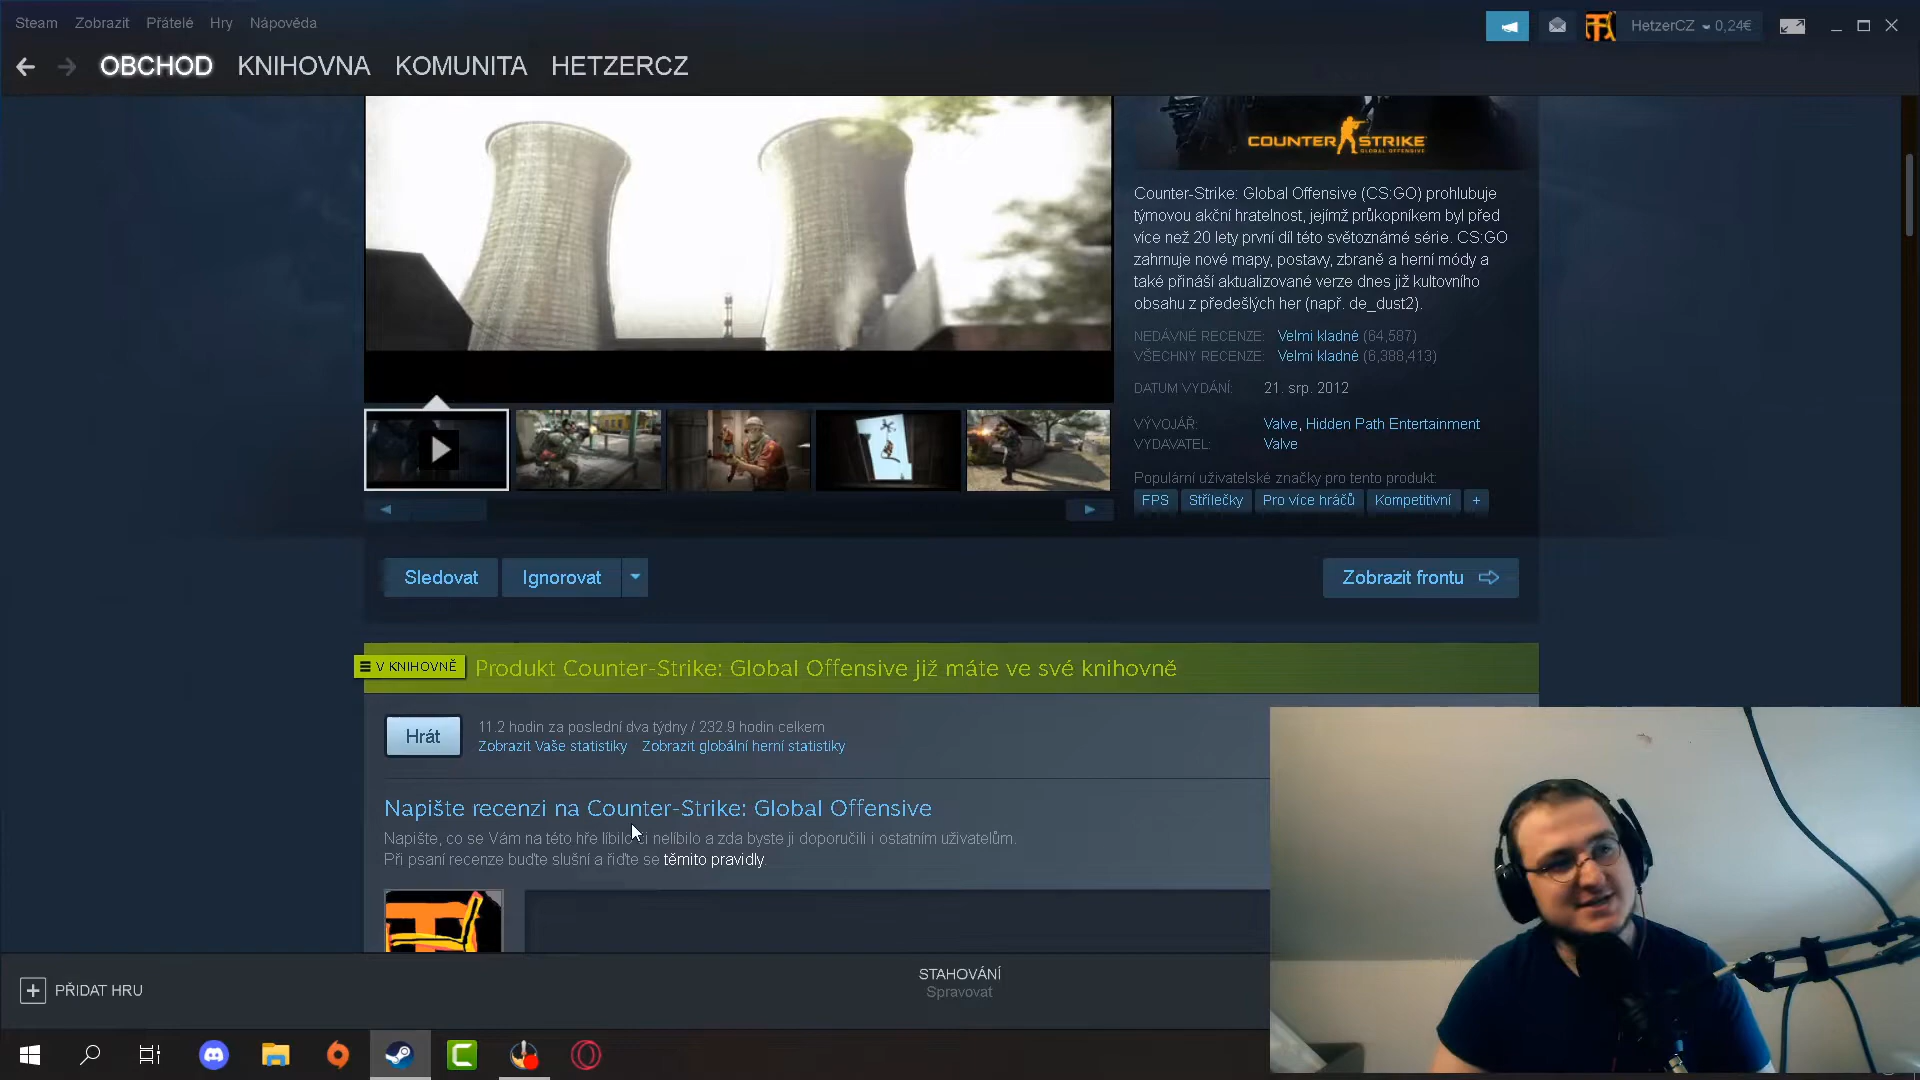 Steam Zobrazit Přátelé Hry Nápověda
HetzerCZ 0,24€
OBCHOD KNIHOVNA KOMUNITA HETZERCZ
COUNTER STRIKE
GLOBAL OFFENSIVE
Counter-Strike: Global Offensive (CS:GO) prohlubuje
týmovou akční hratelnost, jejímž průkopníkem byl před
více než 20 lety první díl této světoznámé série. CS:GO
zahrnuje nové mapy, postavy, zbraně a herní módy a
také přináší aktualizované verze dnes již kultovního
obsahu z předešlých her (např. de_dust2).
NEDÁVNÉ RECENZE: Velmi kladné (64,587)
VŠECHNY RECENZE: Velmi kladné (6,388,413)
DATUM VYDÁNÍ: 21. srp. 2012
VÝVOJÁŘ: Valve, Hidden Path Entertainment
VYDAVATEL: Valve
Populární uživatelské značky pro tento produkt:
FPS Střílečky Pro více hráčů Kompetitivní +
Sledovat Ignorovat Zobrazit frontu
V KNIHOVNĚ Produkt Counter-Strike: Global Offensive již máte ve své knihovně
Hrát 11.2 hodin za poslední dva týdny / 232.9 hodin celkem
Zobrazit Vaše statistiky Zobrazit globální herní statistiky
Napište recenzi na Counter-Strike: Global Offensive
Napište, co se Vám na této hře líbilo či nelíbilo a zda byste ji doporučili i ostatním uživatelům.
Při psaní recenze buďte slušní a řiďte se těmito pravidly.
PŘIDAT HRU
STAHOVÁNÍ
Spravovat